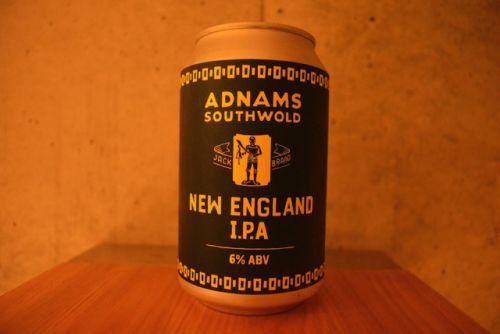 ADNAMS
SOUTHWOLD
JACK BRAND
NEW ENGLAND
I.P.A
6% ABV